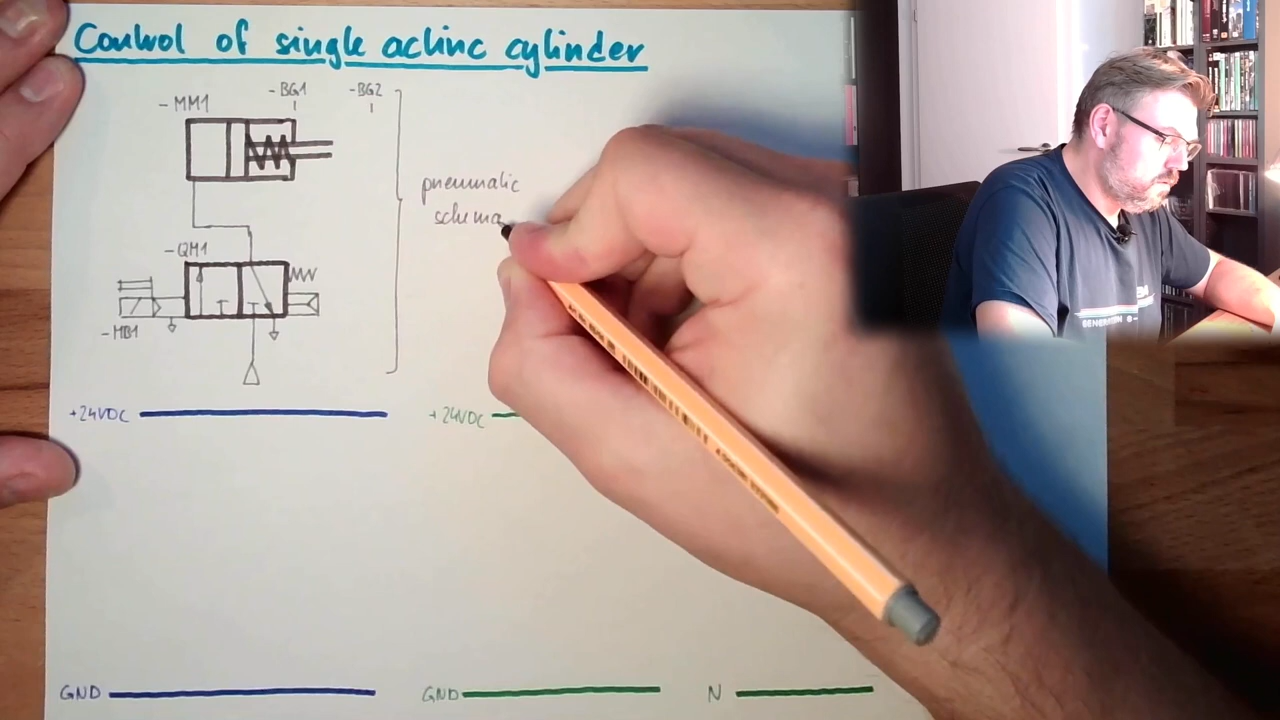 Control of single acting cylinder
-MM1
-BG1
-BG2
pneumatic
schema
-QM1
-MB1
+24VDC
+24VDC
GND
GND
N